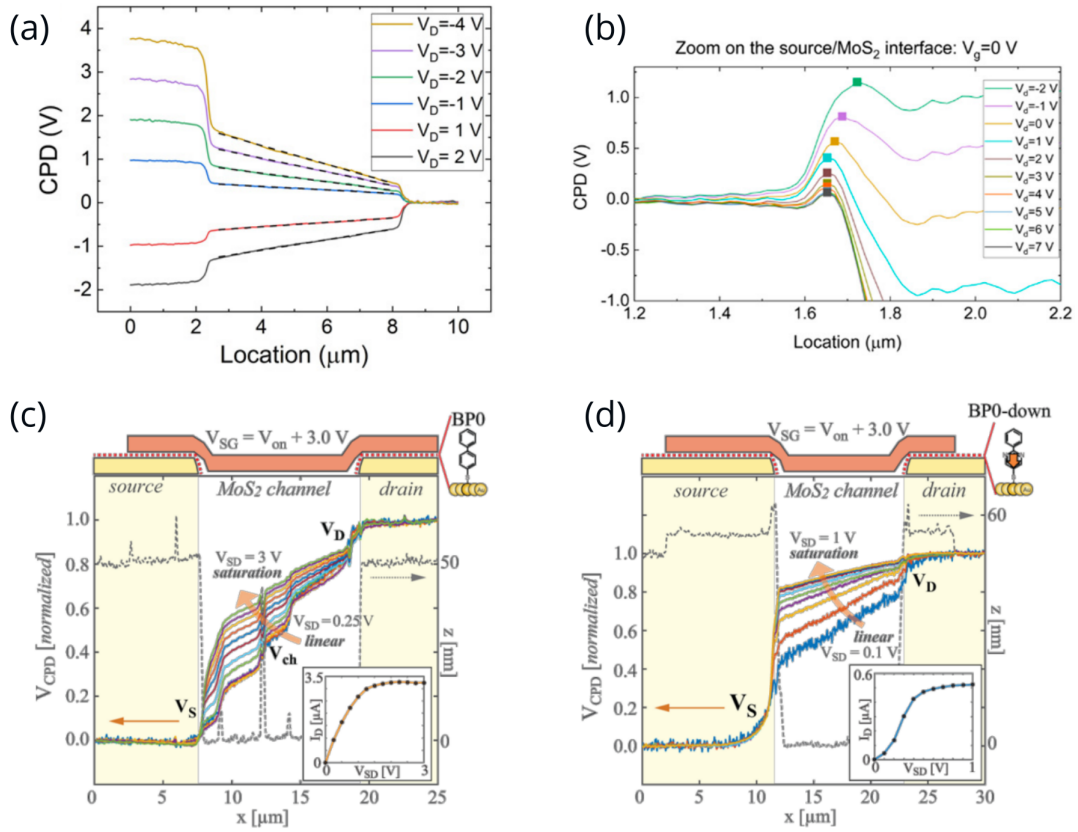 (a)
4
3
2
1
0
-1
-2
CPD (V)
0 2 4 6 8 10
Location (μm)
V_D=-4 V
V_D=-3 V
V_D=-2 V
V_D=-1 V
V_D= 1 V
V_D= 2 V
(b)
Zoom on the source/MoS₂ interface: V_g=0 V
1.0
0.5
0.0
-0.5
-1.0
CPD (V)
1.2 1.4 1.6 1.8 2.0 2.2
Location (μm)
V_d=-2 V
V_d=-1 V
V_d=0 V
V_d=1 V
V_d=2 V
V_d=3 V
V_d=4 V
V_d=5 V
V_d=6 V
V_d=7 V
(c)
BP0
V_SG = V_on + 3.0 V
source MoS₂ channel drain
V_D
V_SD = 3 V
saturation
V_SD = 0.25 V
linear
V_ch
V_S
1.0
0.8
0.6
0.4
0.2
0.0
V_CPD [normalized]
50
0
z [nm]
3.5
0
I_D [μA]
0 3
V_SD [V]
0 5 10 15 20 25
x [μm]
(d)
BP0-down
V_SG = V_on + 3.0 V
source MoS₂ channel drain
V_SD = 1 V
saturation
V_D
linear
V_SD = 0.1 V
V_S
1.0
0.8
0.6
0.4
0.2
0.0
V_CPD [normalized]
60
0
z [nm]
0.6
0
I_D [μA]
0 1
V_SD [V]
0 5 10 15 20 25 30
x [μm]